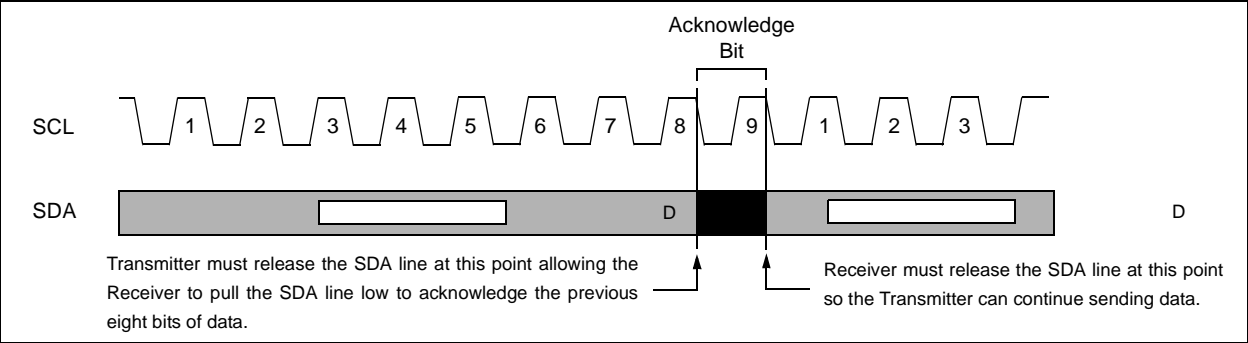 Acknowledge
Bit
SCL 1 2 3 4 5 6 7 8 9 1 2 3
SDA D D
Transmitter must release the SDA line at this point allowing the
Receiver to pull the SDA line low to acknowledge the previous
eight bits of data.
Receiver must release the SDA line at this point
so the Transmitter can continue sending data.